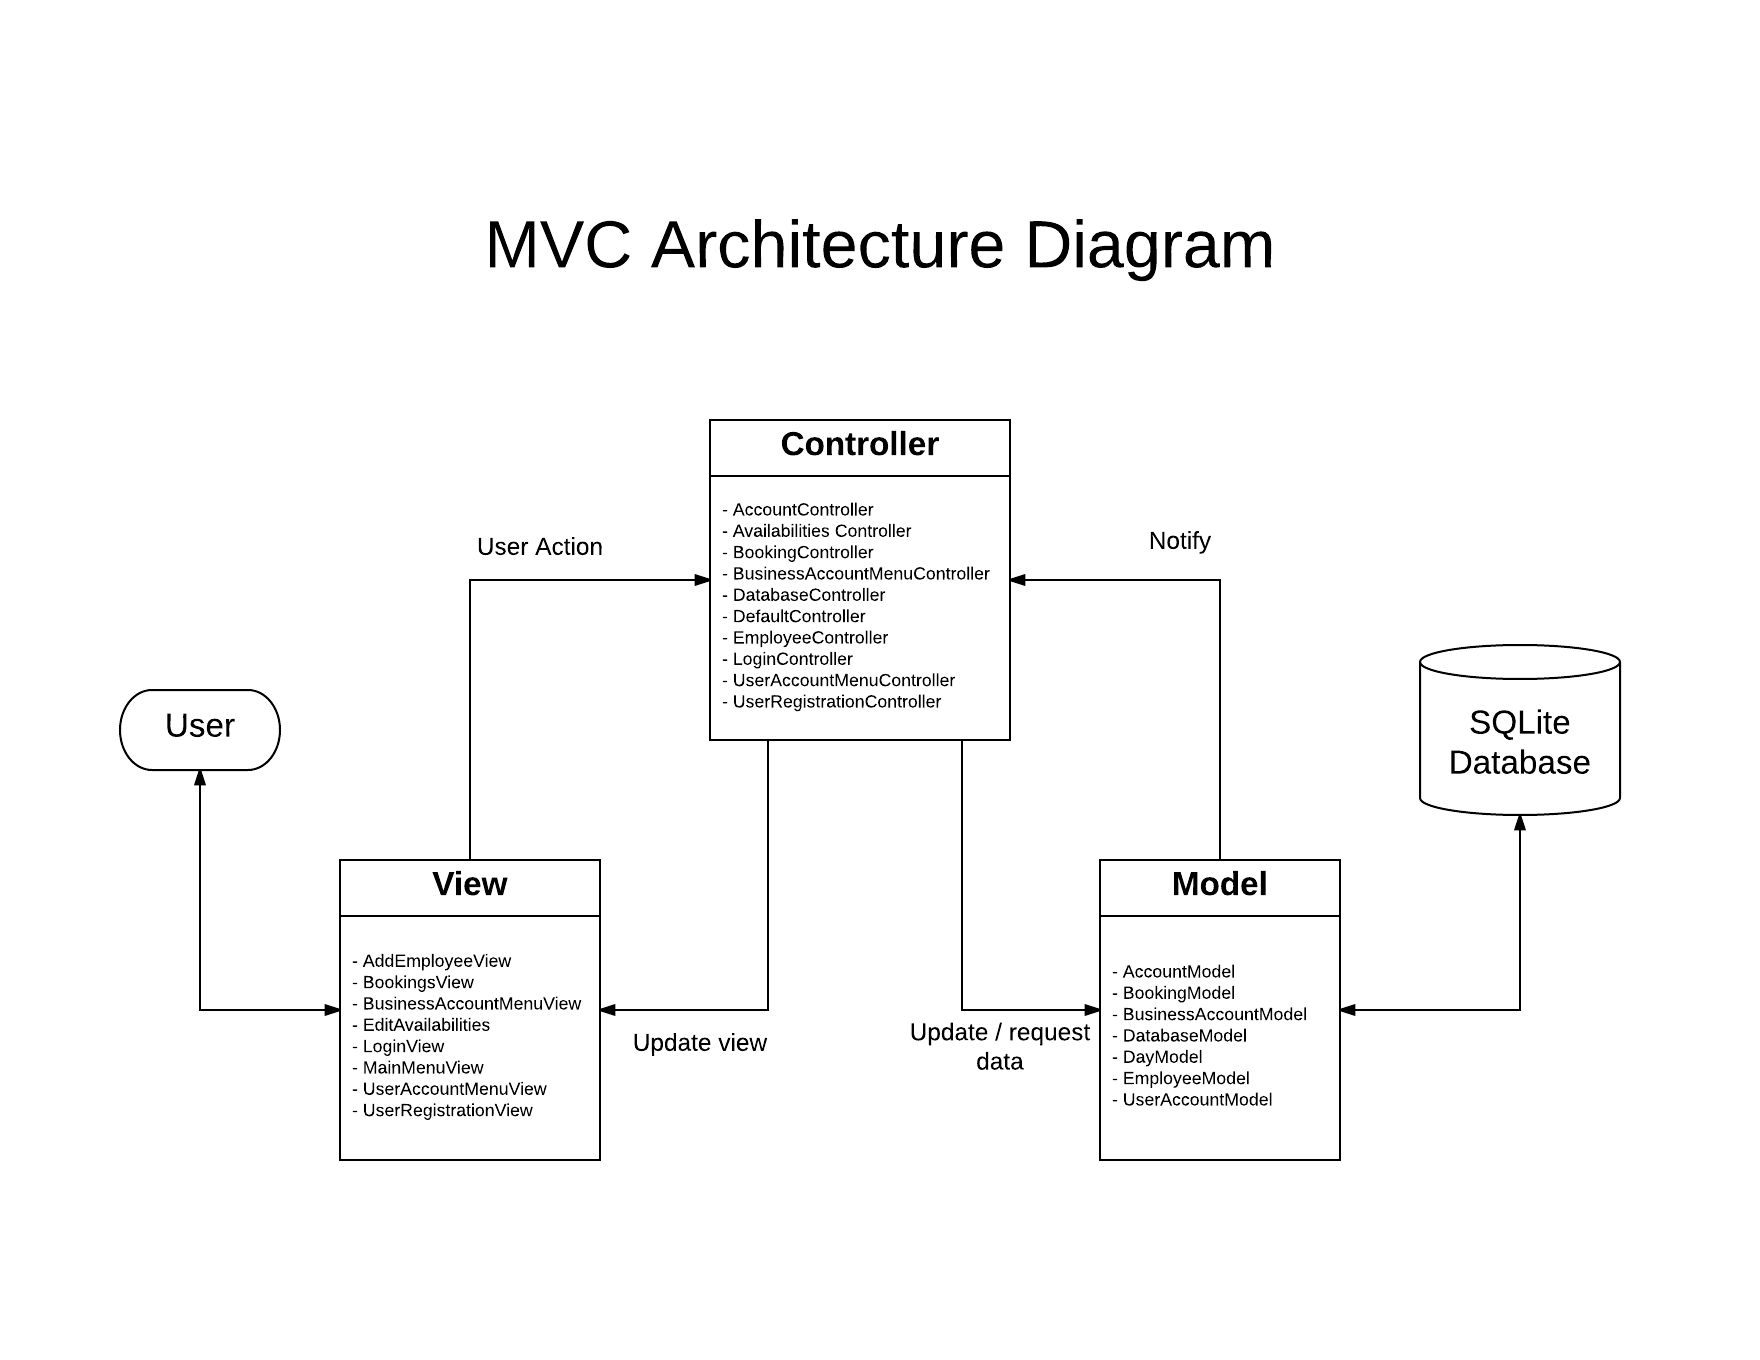 MVC Architecture Diagram
Controller
- AccountController
- Availabilities Controller
- BookingController
- BusinessAccountMenuController
- DatabaseController
- DefaultController
- EmployeeController
- LoginController
- UserAccountMenuController
- UserRegistrationController
User Action
Notify
User
SQLite
Database
View
- AddEmployeeView
- BookingsView
- BusinessAccountMenuView
- EditAvailabilities
- LoginView
- MainMenuView
- UserAccountMenuView
- UserRegistrationView
Update view
Update / request
data
Model
- AccountModel
- BookingModel
- BusinessAccountModel
- DatabaseModel
- DayModel
- EmployeeModel
- UserAccountModel